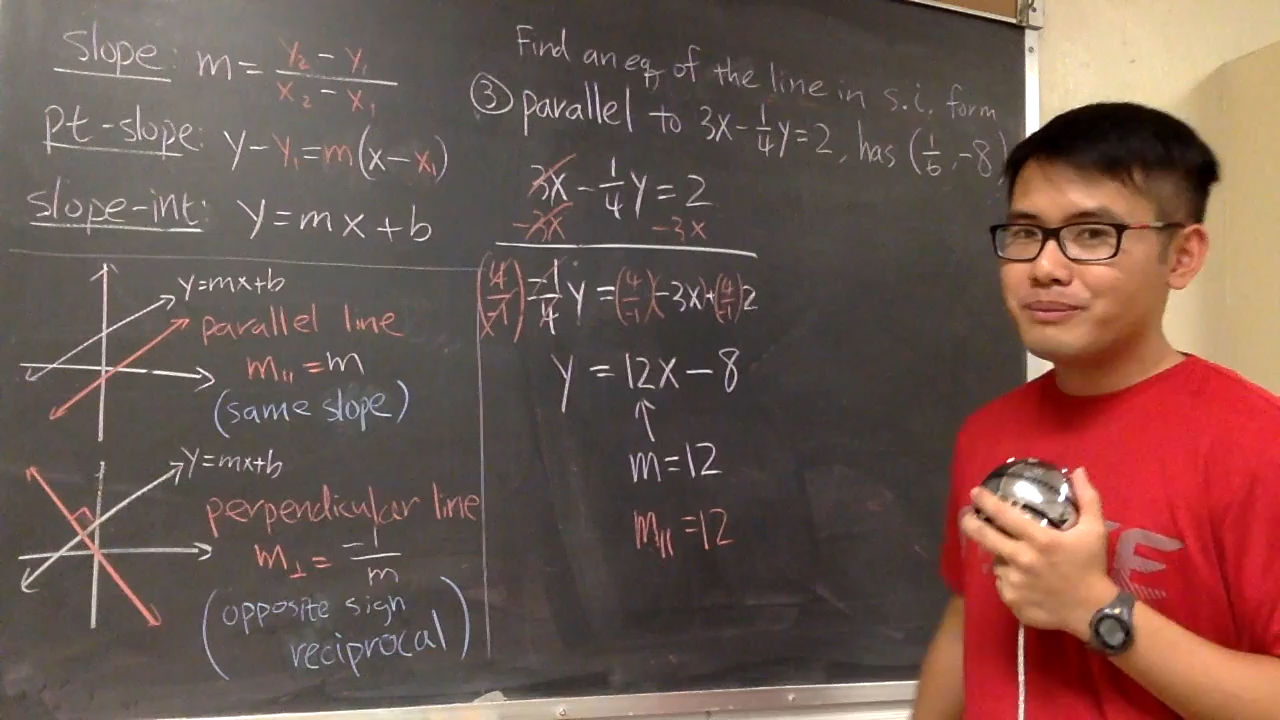 slope: m = (y₂ - y₁)/(x₂ - x₁)
pt-slope: y - y₁ = m(x - x₁)
slope-int: y = mx + b
y = mx+b
parallel line
m₁₁ = m
(same slope)
y = mx+b
perpendicular line
m⊥ = -1/m
(opposite sign
reciprocal)
Find an eq of the line in s.i. form
③ parallel to 3x - 1/4 y = 2, has (1/6, -8)
3x - 1/4 y = 2
-3x -3x
(4/-1) -1/4 y = (4/-1)(-3x) + (4/-1)2
y = 12x - 8
↑
m = 12
m₁₁ = 12